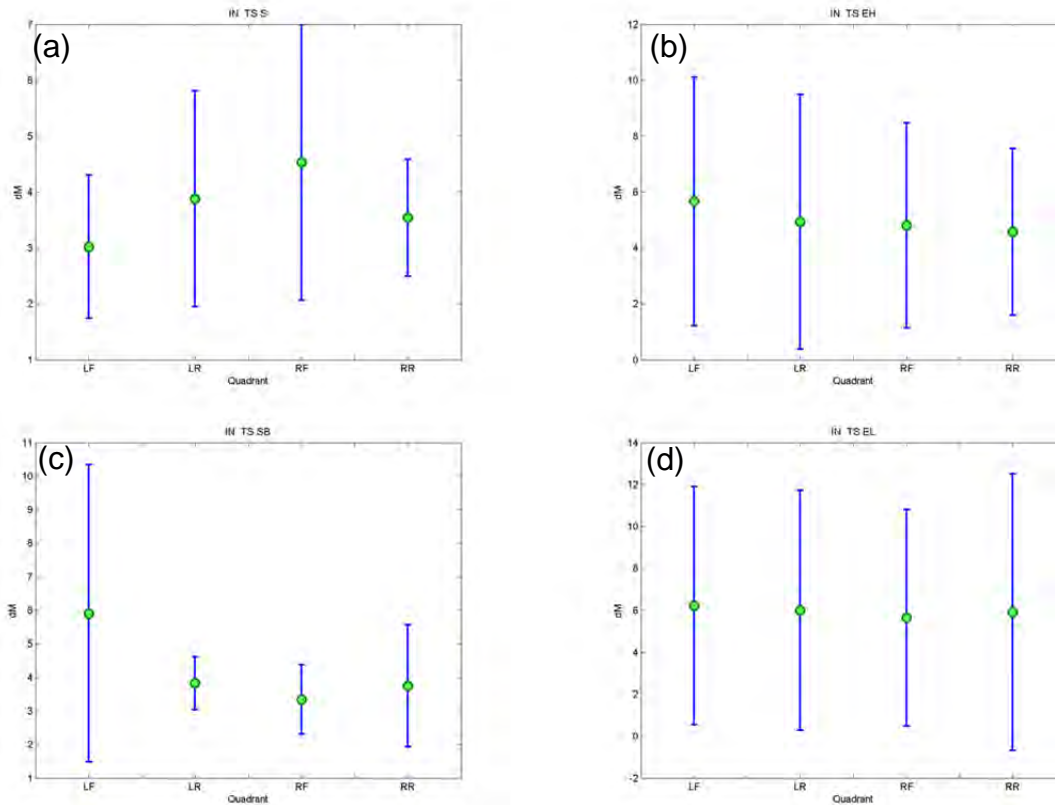 IN TS S
(a)
7
6
5
4
3
2
1
dM
LF LR RF RR
Quadrant
IN TS EH
(b)
12
10
8
6
4
2
0
dM
LF LR RF RR
Quadrant
IN TS SB
(c)
11
10
9
8
7
6
5
4
3
2
1
dM
LF LR RF RR
Quadrant
IN TS EL
(d)
14
12
10
8
6
4
2
0
-2
dM
LF LR RF RR
Quadrant